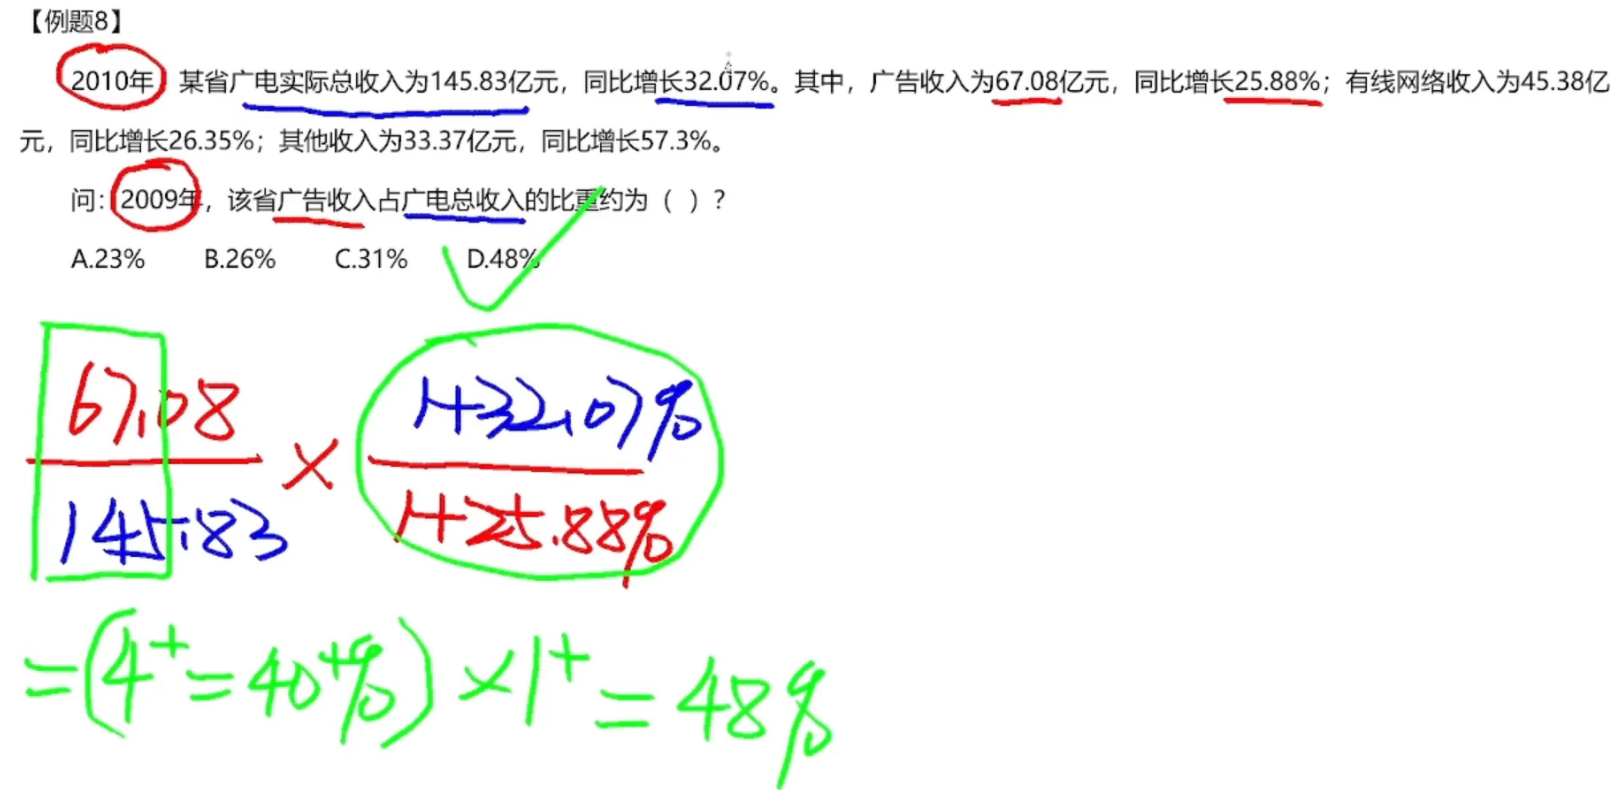 【例题8】
2010年，某省广电实际总收入为145.83亿元，同比增长32.07%。其中，广告收入为67.08亿元，同比增长25.88%；有线网络收入为45.38亿
元，同比增长26.35%；其他收入为33.37亿元，同比增长57.3%。
问：2009年，该省广告收入占广电总收入的比重约为（ ）？
A.23% B.26% C.31% D.48%
67.08 × 1+32.07%
145.83 1+25.88%
=(4⁺=40⁺%)×1⁺=48%